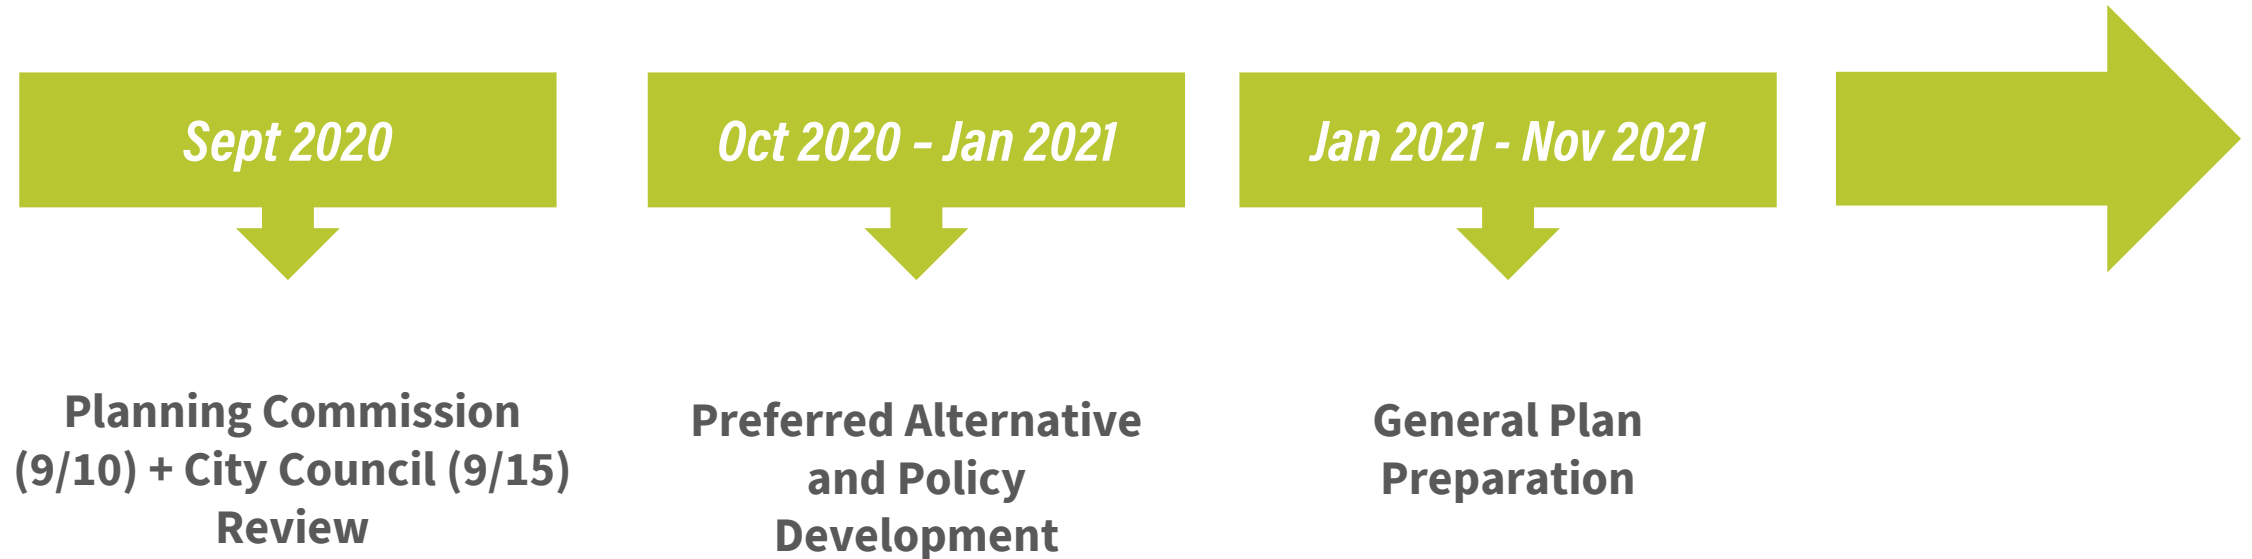 Sept 2020
Oct 2020 – Jan 2021
Jan 2021 - Nov 2021
Planning Commission
(9/10) + City Council (9/15)
Review
Preferred Alternative
and Policy
Development
General Plan
Preparation